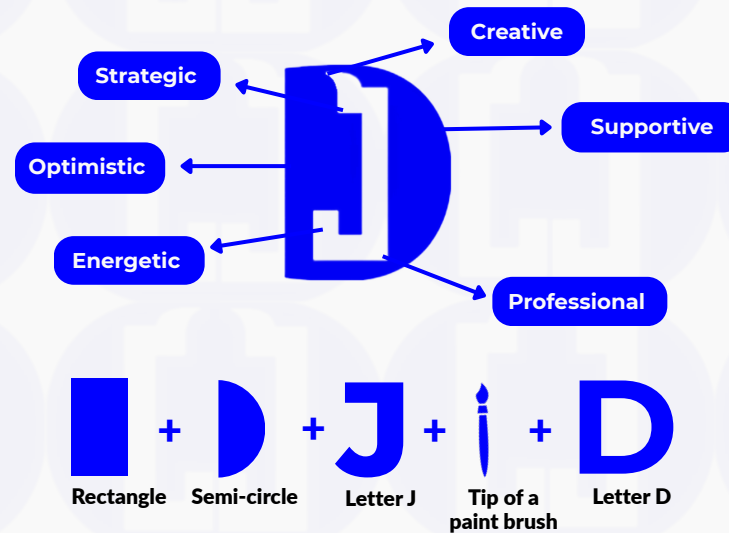 Creative
Strategic
Supportive
Optimistic
Energetic
Professional
+ + + +
Rectangle
Semi-circle
Letter J
Tip of a
paint brush
Letter D